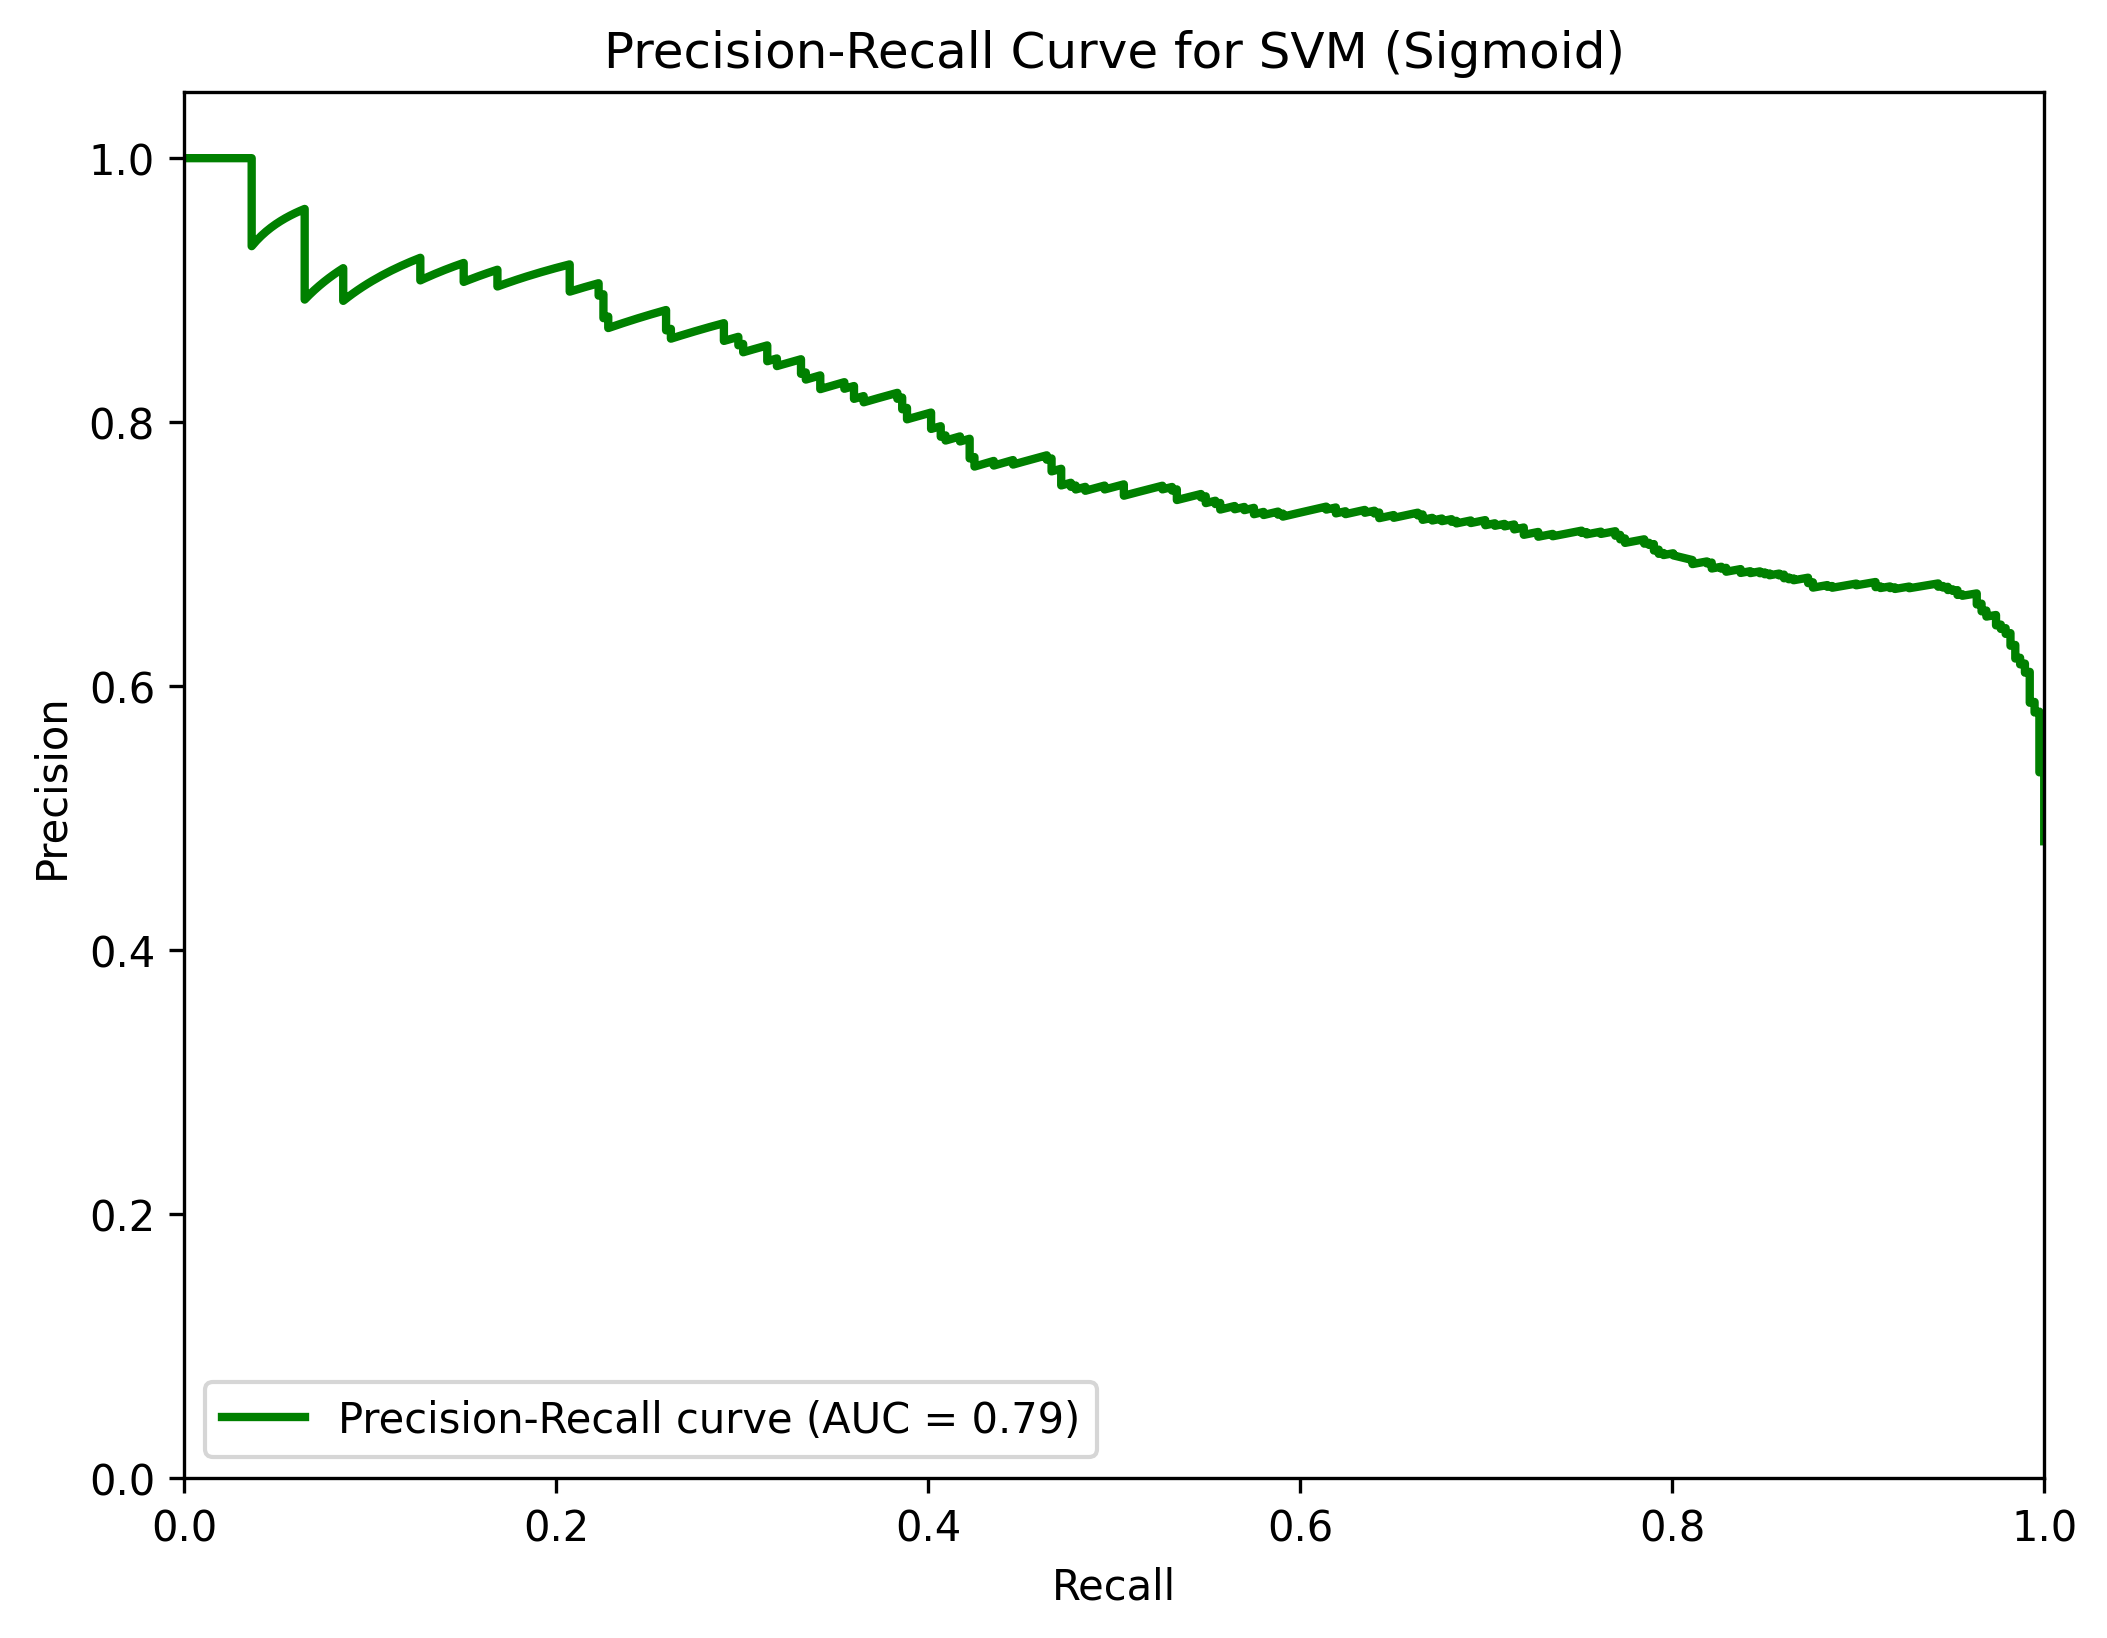 Precision-Recall Curve for SVM (Sigmoid)
1.0
0.8
0.6
0.4
0.2
0.0
Precision
Precision-Recall curve (AUC = 0.79)
0.0 0.2 0.4 0.6 0.8 1.0
Recall